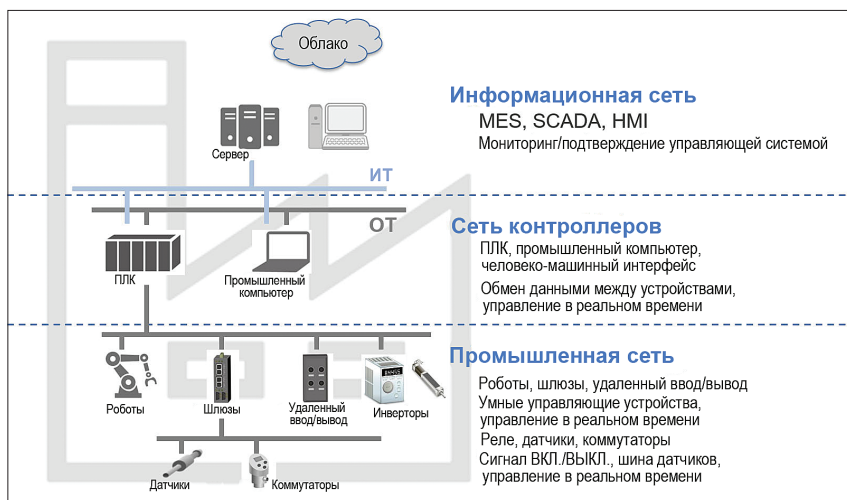 Облако
Информационная сеть
MES, SCADA, HMI
Мониторинг/подтверждение управляющей системой
Сервер
ИТ
ОТ
Сеть контроллеров
ПЛК, промышленный компьютер,
человеко-машинный интерфейс
Обмен данными между устройствами,
управление в реальном времени
ПЛК
Промышленный
компьютер
Промышленная сеть
Роботы, шлюзы, удаленный ввод/вывод
Умные управляющие устройства,
управление в реальном времени
Реле, датчики, коммутаторы
Сигнал ВКЛ./ВЫКЛ., шина датчиков,
управление в реальном времени
Роботы
Шлюзы
Удаленный
ввод/вывод
Инверторы
Датчики
Коммутаторы